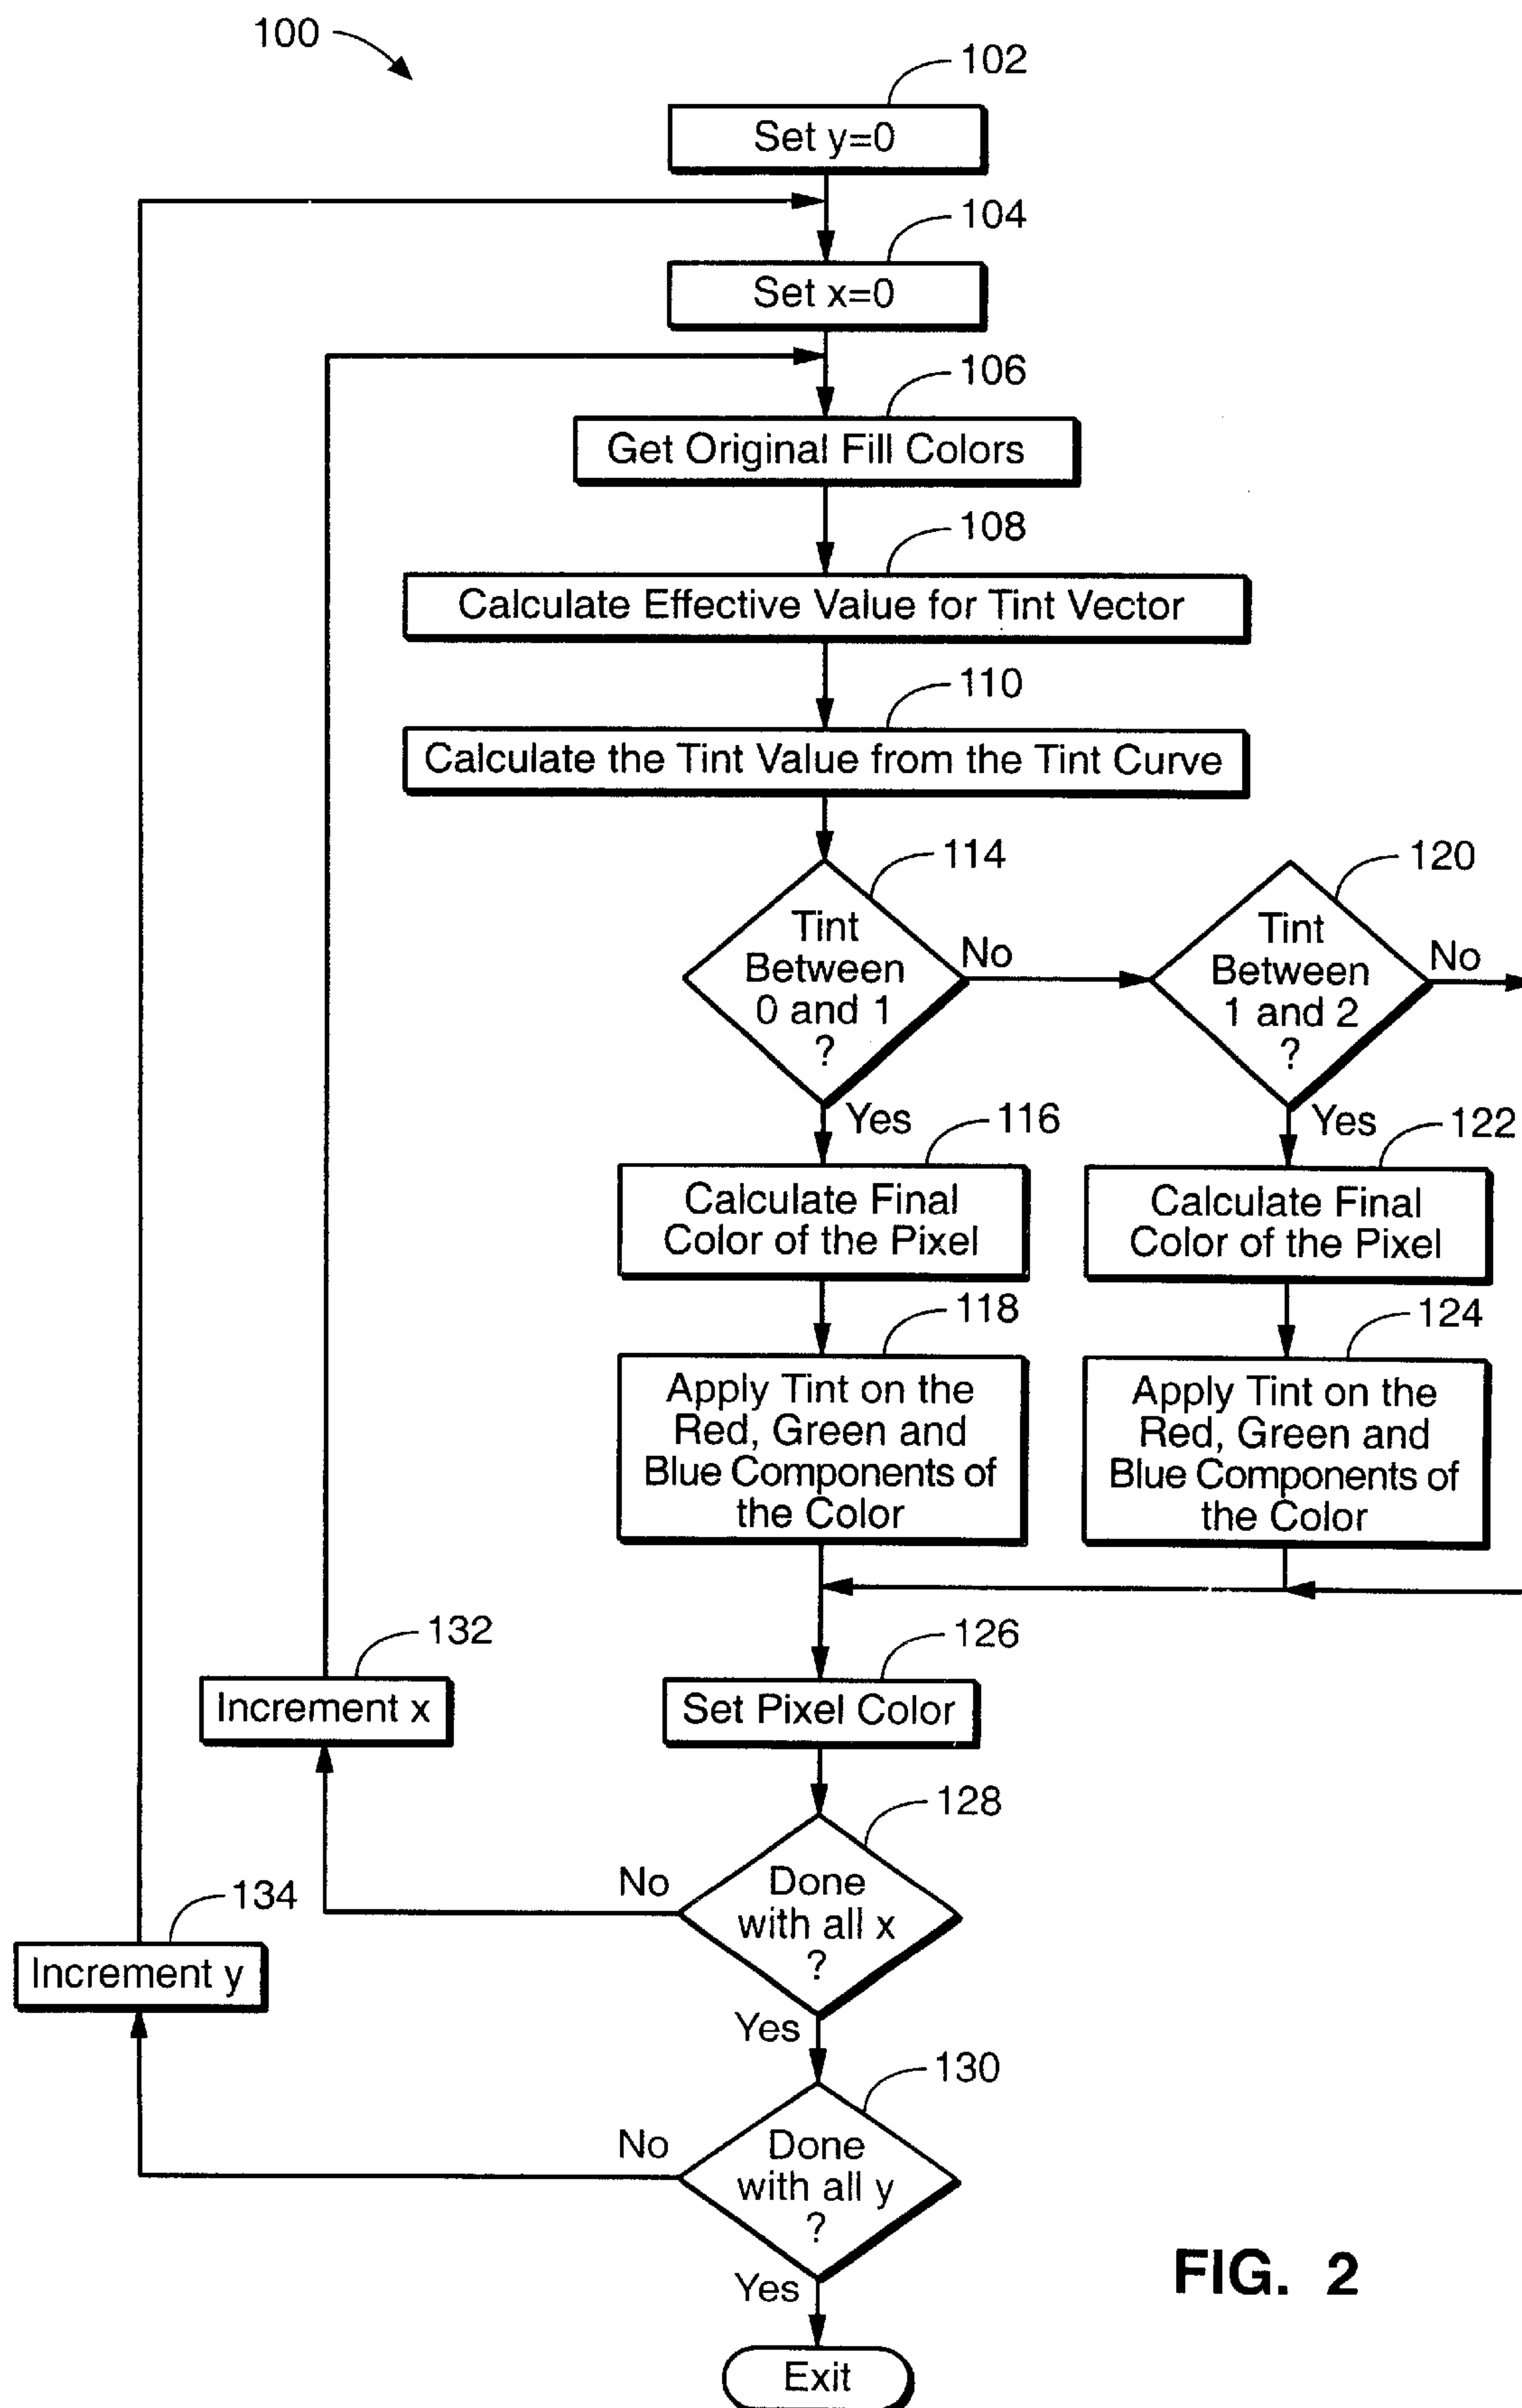 100
102
Set y=0
104
Set x=0
106
Get Original Fill Colors
108
Calculate Effective Value for Tint Vector
110
Calculate the Tint Value from the Tint Curve
114
Tint
Between
0 and 1
?
No
120
Tint
Between
1 and 2
?
No
Yes
116
Calculate Final
Color of the Pixel
Yes
122
Calculate Final
Color of the Pixel
118
Apply Tint on the
Red, Green and
Blue Components of
the Color
124
Apply Tint on the
Red, Green and
Blue Components of
the Color
132
Increment x
126
Set Pixel Color
128
Done
with all x
?
No
134
Increment y
Yes
130
Done
with all y
?
No
Yes
Exit
FIG. 2